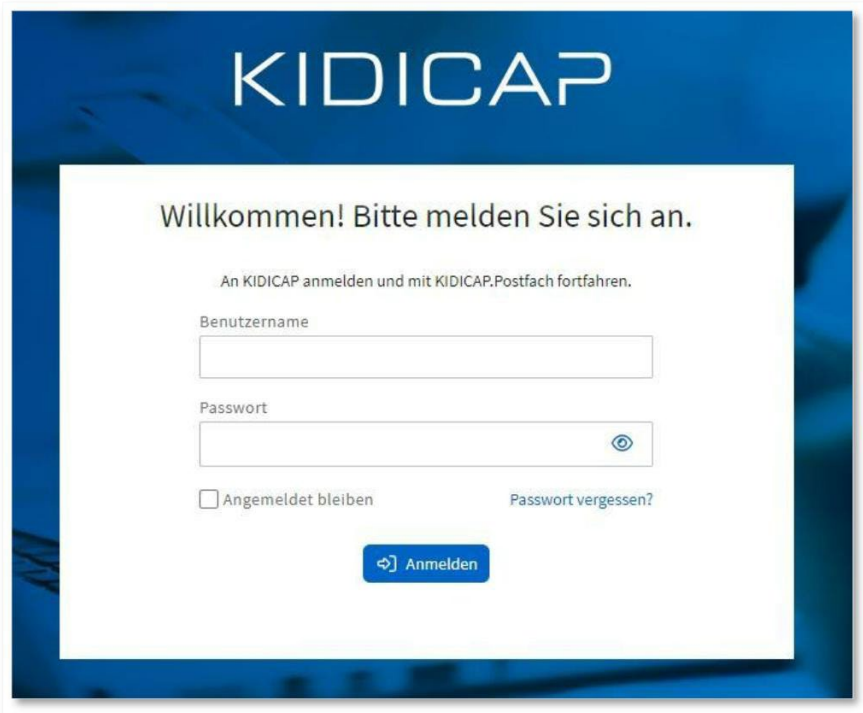 KIDICAP
Willkommen! Bitte melden Sie sich an.
An KIDICAP anmelden und mit KIDICAP.Postfach fortfahren.
Benutzername
Passwort
Angemeldet bleiben
Passwort vergessen?
Anmelden